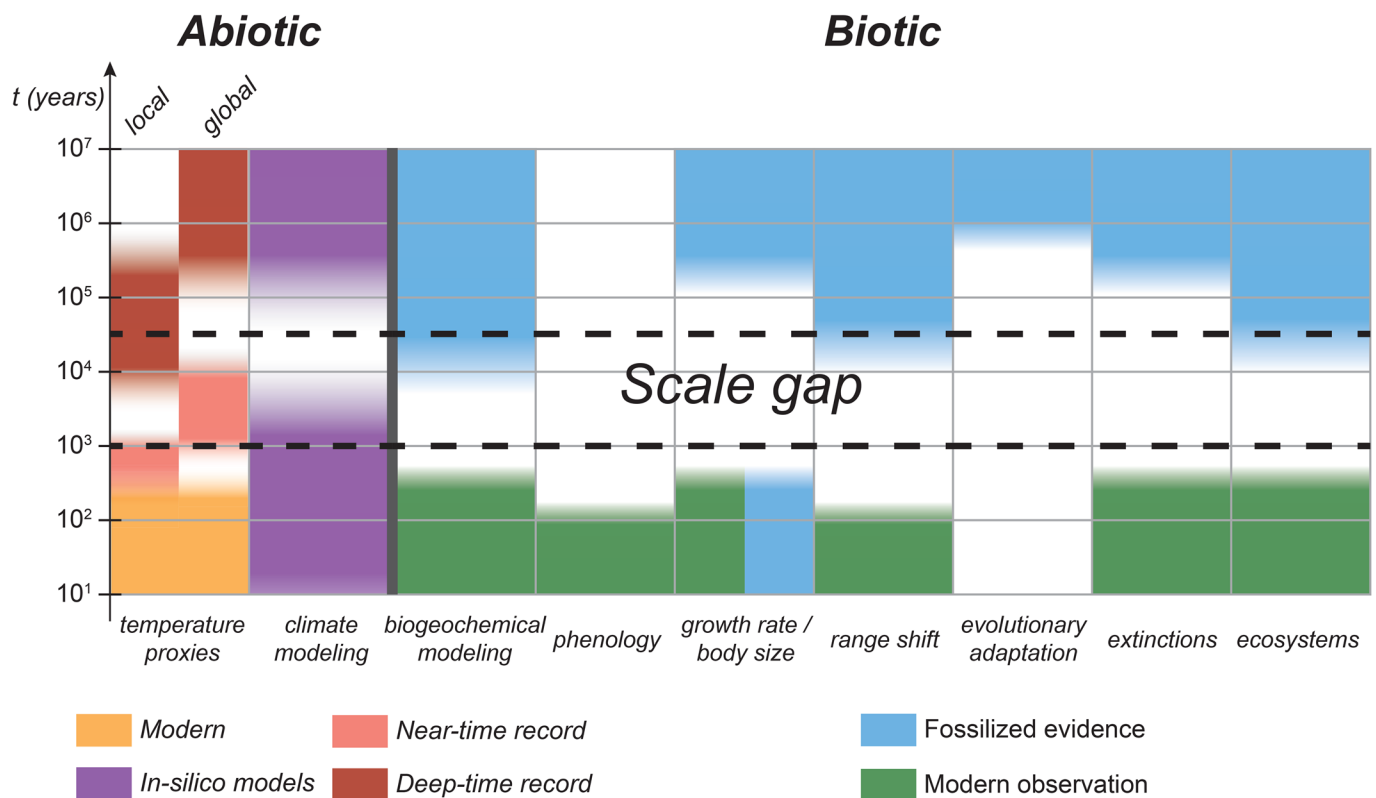 Abiotic
Biotic
t (years)
local
global
10⁷
10⁶
10⁵
10⁴
10³
10²
10¹
Scale gap
temperature
proxies
climate
modeling
biogeochemical
modeling
phenology
growth rate /
body size
range shift
evolutionary
adaptation
extinctions
ecosystems
Modern
Near-time record
Fossilized evidence
In-silico models
Deep-time record
Modern observation